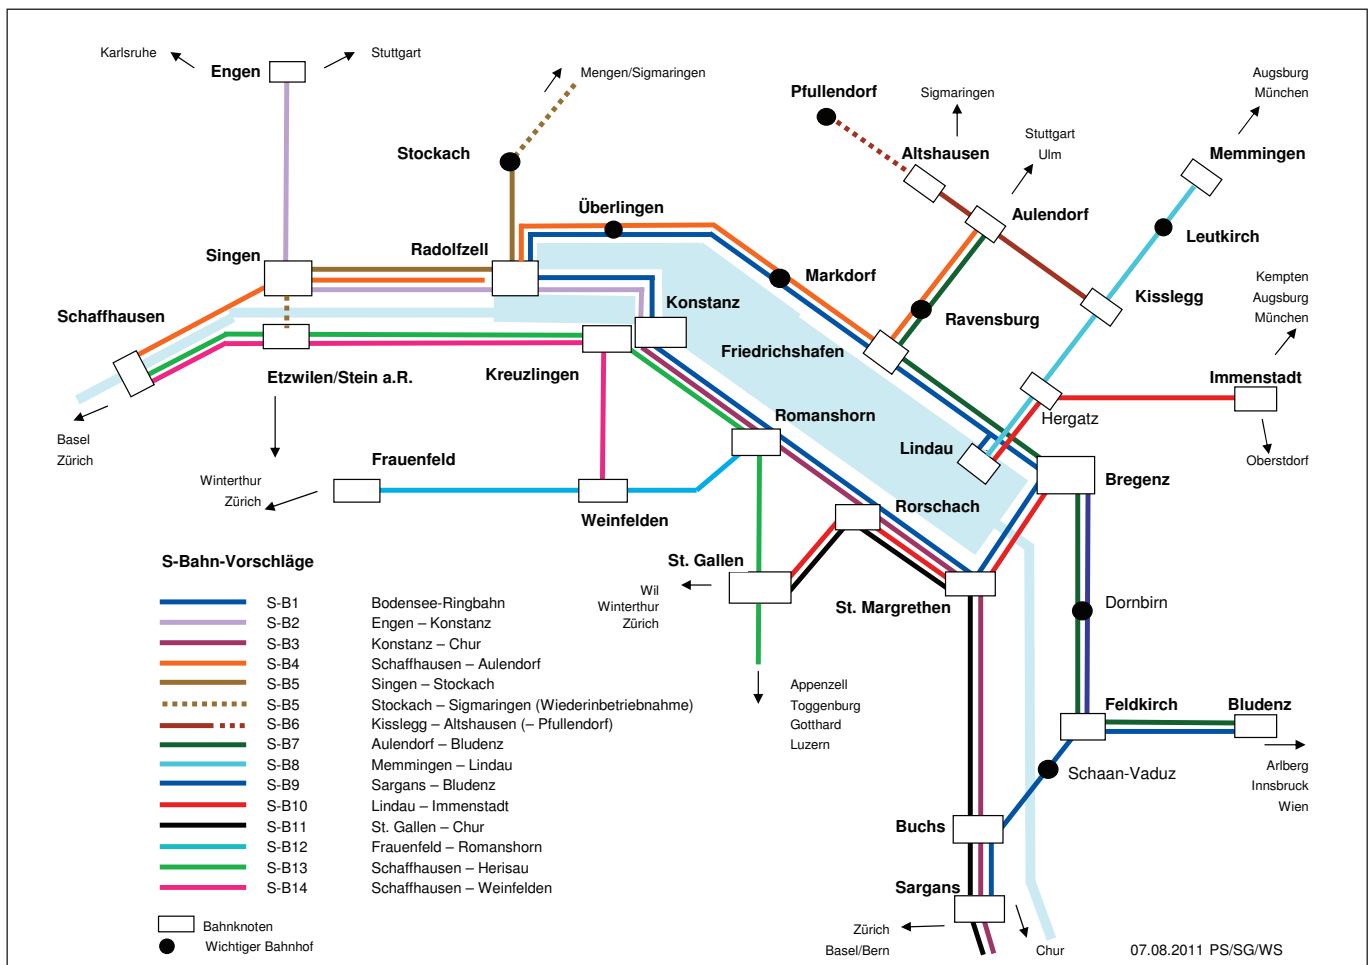 Karlsruhe
Stuttgart
Engen
Mengen/Sigmaringen
Stockach
Pfullendorf
Sigmaringen
Altshausen
Stuttgart
Ulm
Aulendorf
Augsburg
München
Memmingen
Leutkirch
Überlingen
Singen
Radolfzell
Markdorf
Konstanz
Ravensburg
Kisslegg
Kempten
Augsburg
München
Schaffhausen
Friedrichshafen
Etzwilen/Stein a.R.
Kreuzlingen
Immenstadt
Hergatz
Romanshorn
Lindau
Oberstdorf
Basel
Zürich
Frauenfeld
Winterthur
Zürich
Weinfelden
Bregenz
Rorschach
St. Gallen
Wil
Winterthur
Zürich
St. Margrethen
Dornbirn
Appenzell
Toggenburg
Gotthard
Luzern
Feldkirch
Bludenz
Arlberg
Innsbruck
Wien
Schaan-Vaduz
Buchs
Sargans
Zürich
Basel/Bern
Chur
S-Bahn-Vorschläge
S-B1 Bodensee-Ringbahn
S-B2 Engen – Konstanz
S-B3 Konstanz – Chur
S-B4 Schaffhausen – Aulendorf
S-B5 Singen – Stockach
S-B5 Stockach – Sigmaringen (Wiederinbetriebnahme)
S-B6 Kisslegg – Altshausen (– Pfullendorf)
S-B7 Aulendorf – Bludenz
S-B8 Memmingen – Lindau
S-B9 Sargans – Bludenz
S-B10 Lindau – Immenstadt
S-B11 St. Gallen – Chur
S-B12 Frauenfeld – Romanshorn
S-B13 Schaffhausen – Herisau
S-B14 Schaffhausen – Weinfelden
Bahnknoten
Wichtiger Bahnhof
07.08.2011 PS/SG/WS